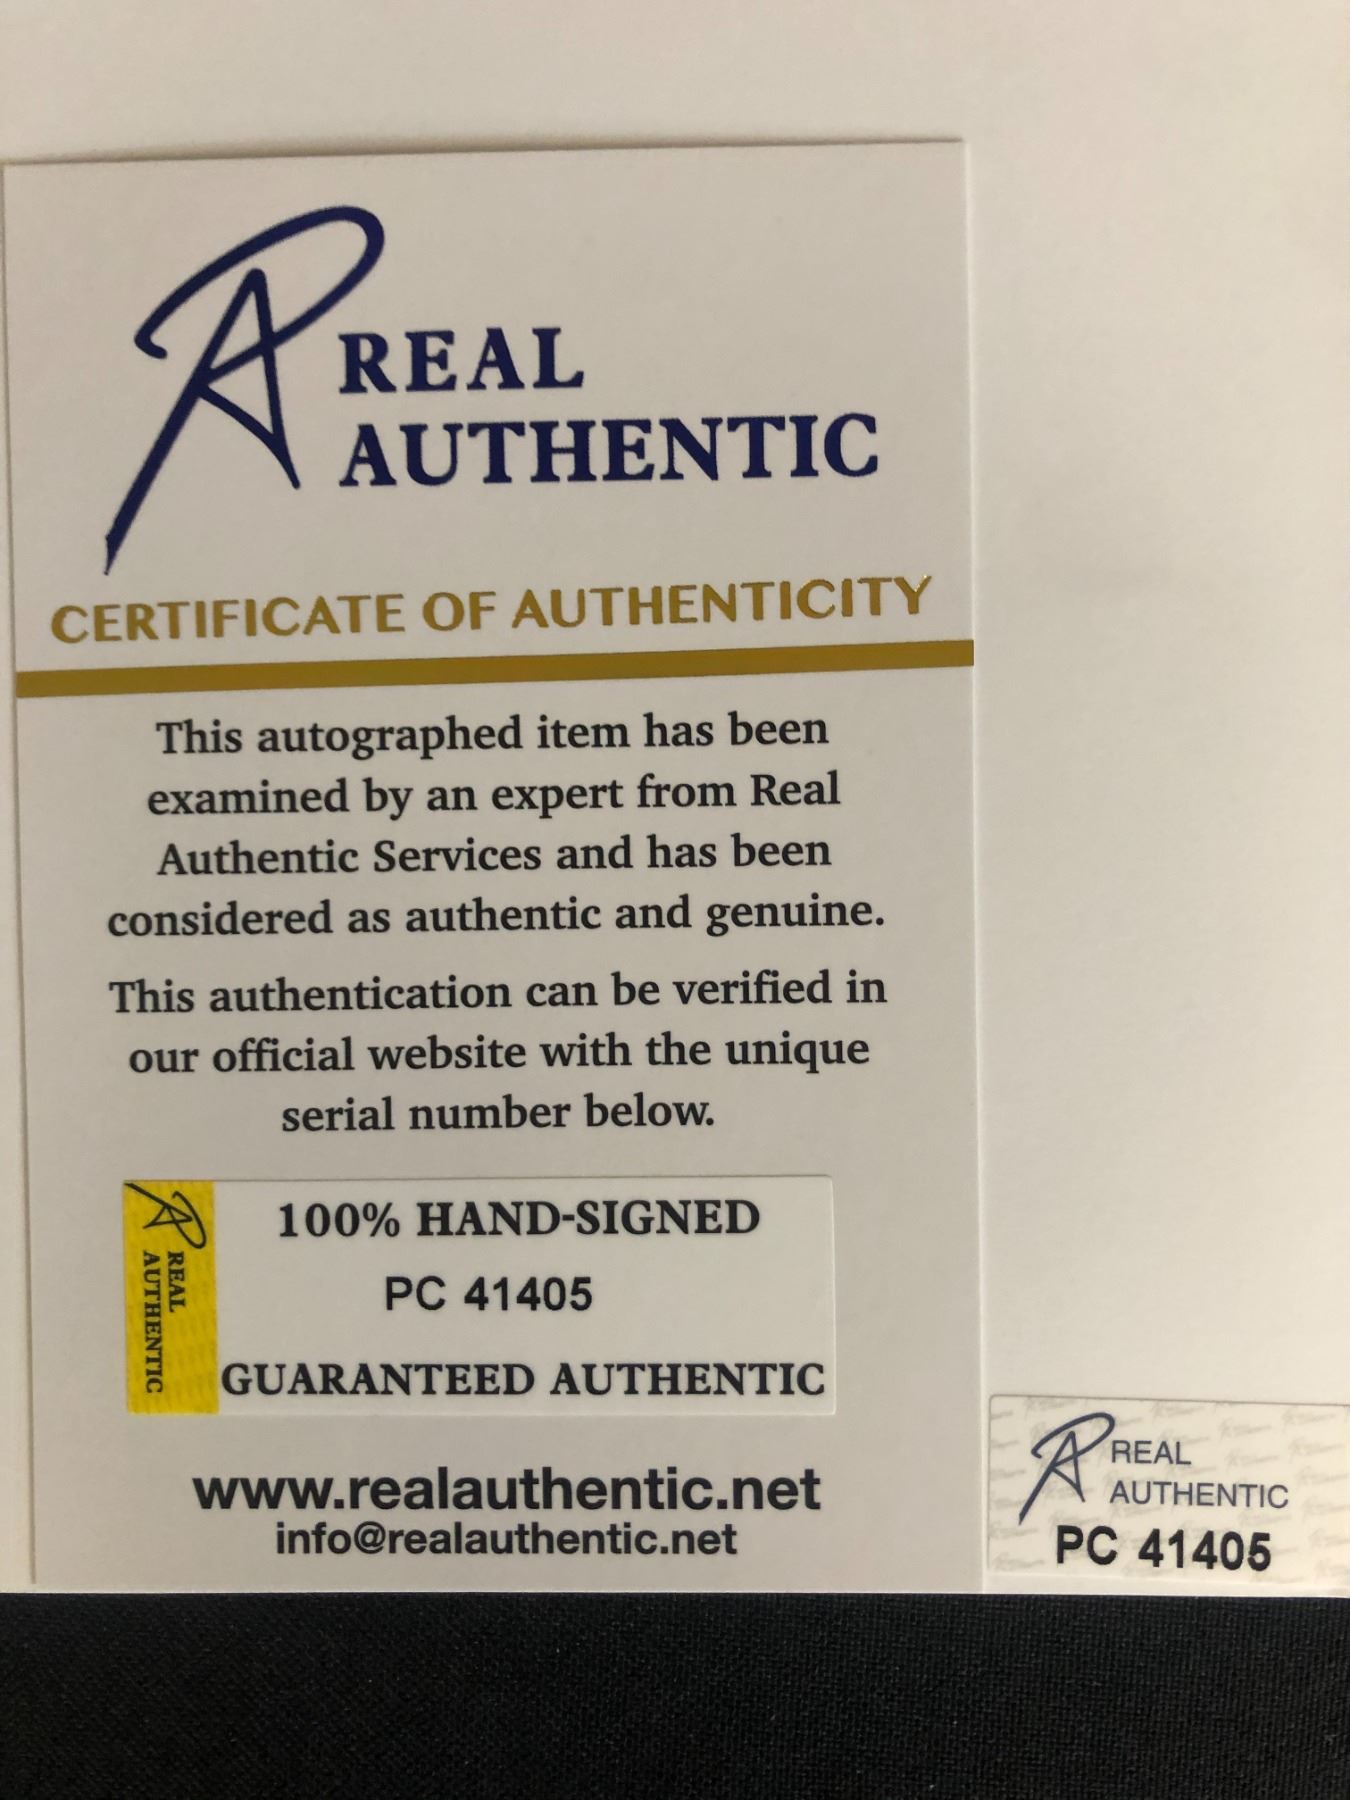 REAL
AUTHENTIC
CERTIFICATE OF AUTHENTICITY
This autographed item has been
examined by an expert from Real
Authentic Services and has been
considered as authentic and genuine.
This authentication can be verified in
our official website with the unique
serial number below.
REAL
AUTHENTIC
100% HAND-SIGNED
PC 41405
GUARANTEED AUTHENTIC
www.realauthentic.net
info@realauthentic.net
REAL
AUTHENTIC
PC 41405